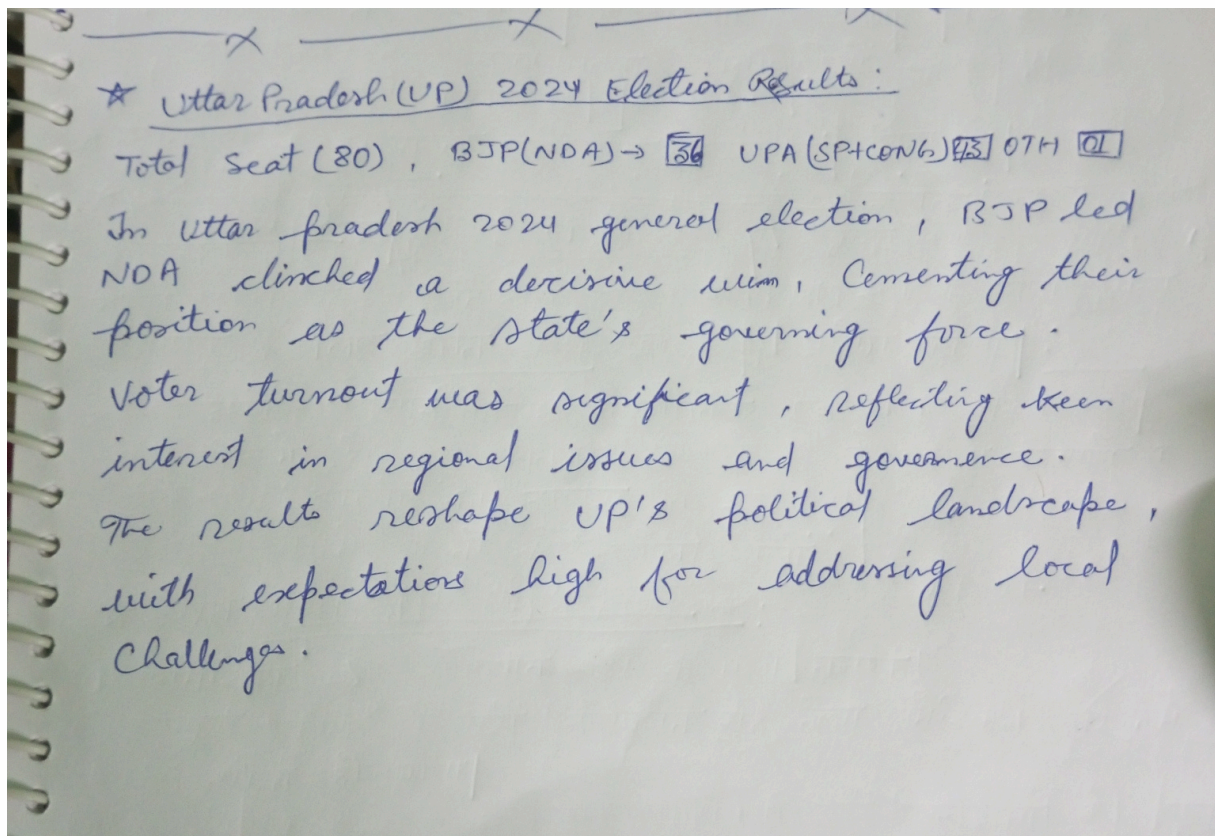 ☆ Uttar Pradesh (UP) 2024 Election Results :
Total Seat (80) , BJP(NDA)→ 36 UPA (SP+CONG) 43 OTH 01
In Uttar pradesh 2024 general election , BJP led
NDA clinched a decisive win, Cementing their
position as the state's governing force .
Voter turnout was significant , reflecting keen
interest in regional issues and governence .
The results reshape UP's political landscape ,
with expectations high for addressing local
Challenges .